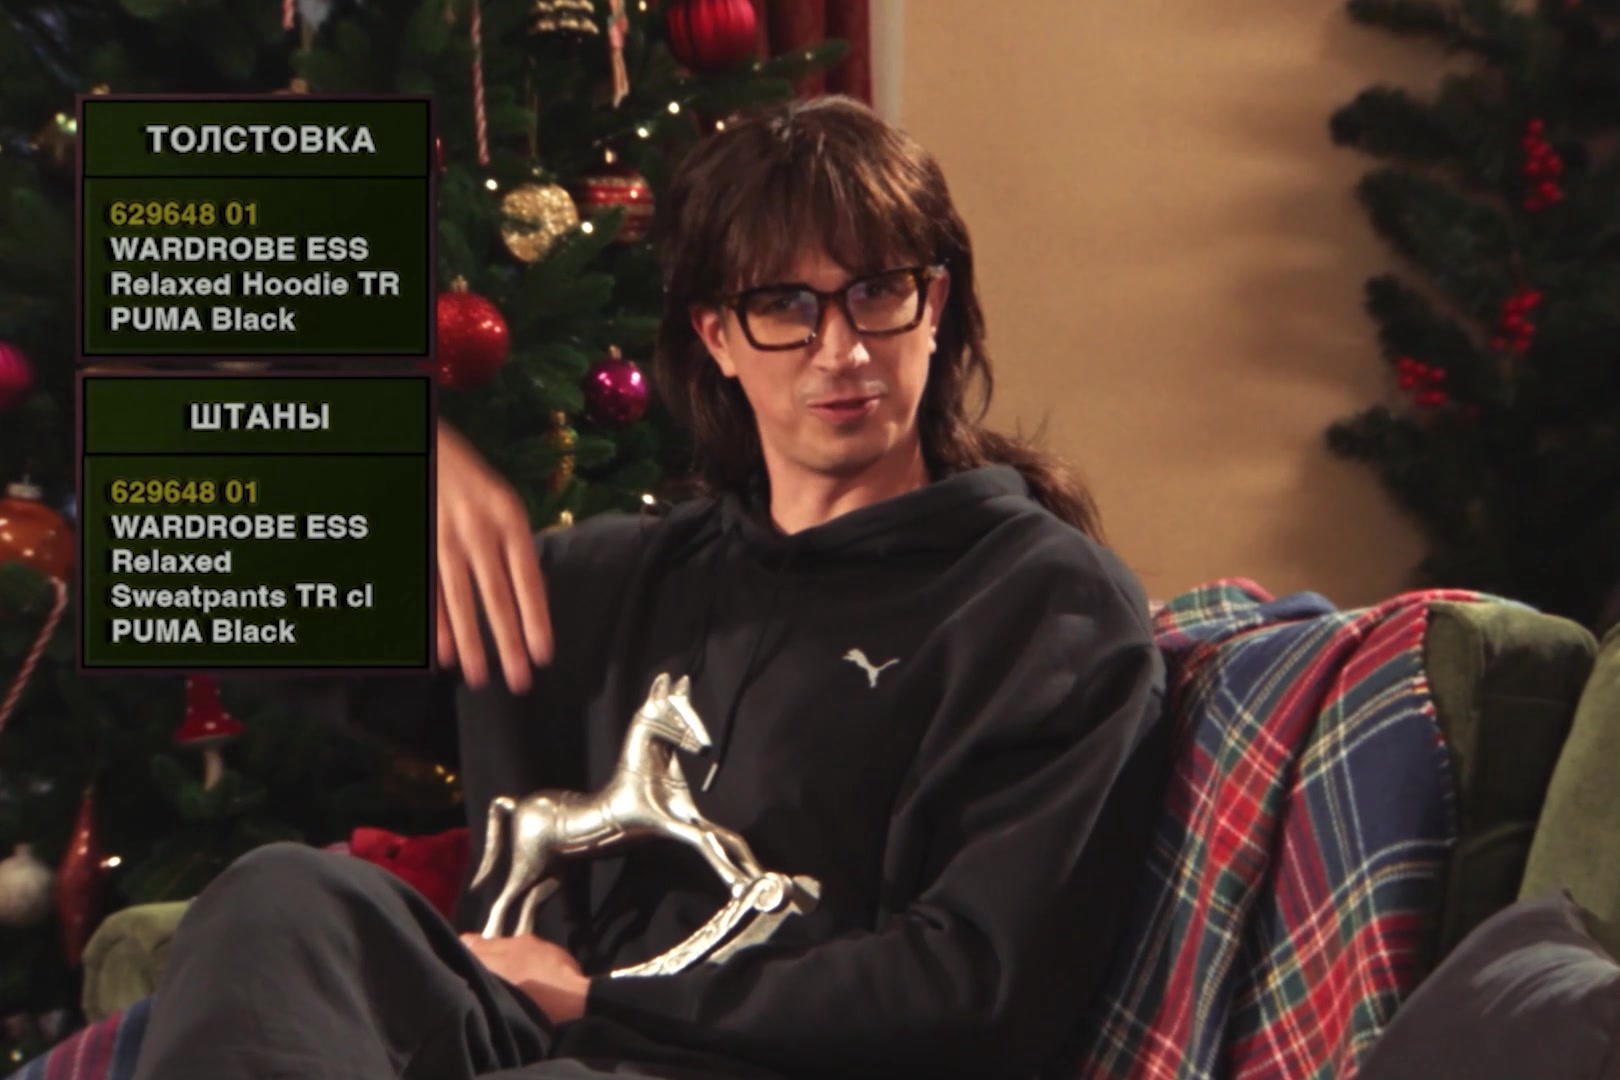 ТОЛСТОВКА
629648 01
WARDROBE ESS
Relaxed Hoodie TR
PUMA Black
ШТАНЫ
629648 01
WARDROBE ESS
Relaxed
Sweatpants TR cl
PUMA Black